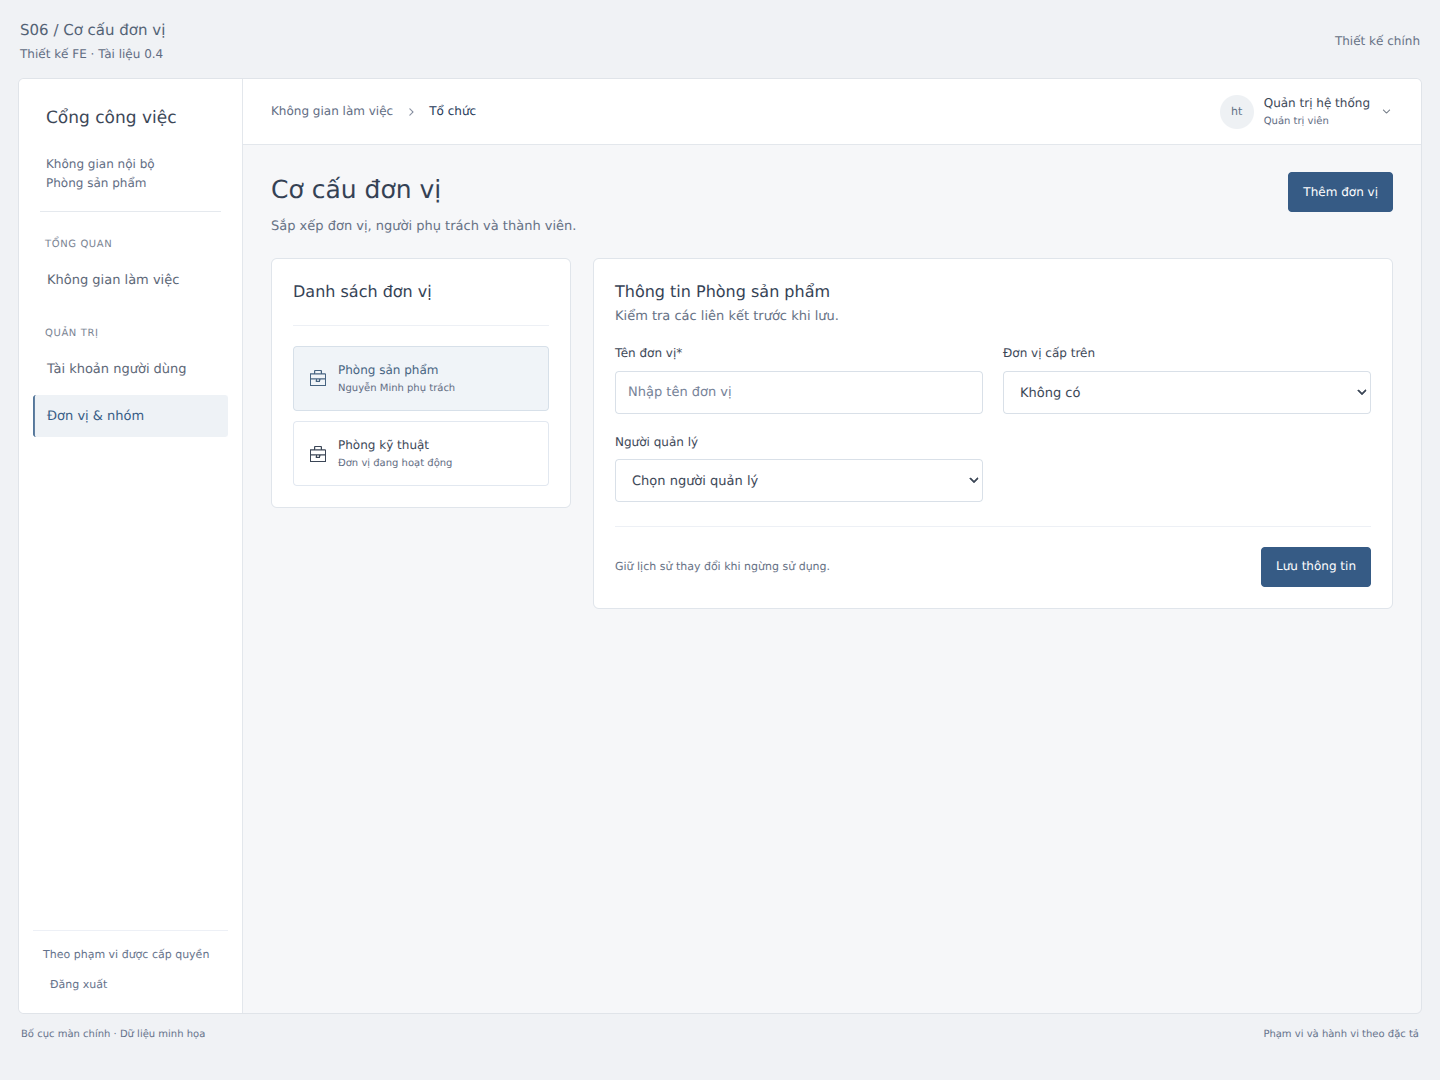 S06 / Cơ cấu đơn vị
Thiết kế FE · Tài liệu 0.4
Thiết kế chính
Cổng công việc
Không gian nội bộ
Phòng sản phẩm
TỔNG QUAN
Không gian làm việc
QUẢN TRỊ
Tài khoản người dùng
Đơn vị & nhóm
Theo phạm vi được cấp quyền
Đăng xuất
Không gian làm việc > Tổ chức
ht
Quản trị hệ thống
Quản trị viên
Cơ cấu đơn vị
Sắp xếp đơn vị, người phụ trách và thành viên.
Thêm đơn vị
Danh sách đơn vị
Phòng sản phẩm
Nguyễn Minh phụ trách
Phòng kỹ thuật
Đơn vị đang hoạt động
Thông tin Phòng sản phẩm
Kiểm tra các liên kết trước khi lưu.
Tên đơn vị*
Nhập tên đơn vị
Đơn vị cấp trên
Không có
Người quản lý
Chọn người quản lý
Giữ lịch sử thay đổi khi ngừng sử dụng.
Lưu thông tin
Bố cục màn chính · Dữ liệu minh họa
Phạm vi và hành vi theo đặc tả